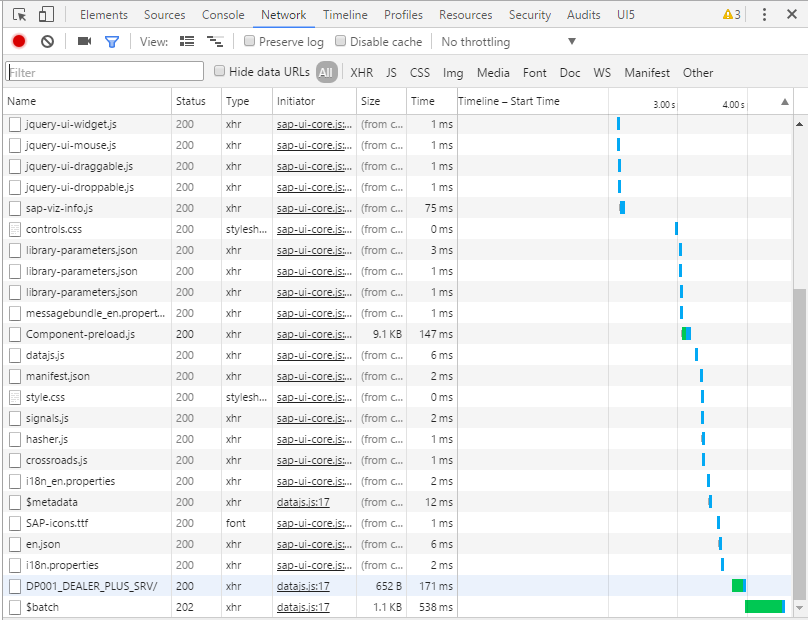 Elements Sources Console Network Timeline Profiles Resources Security Audits UI5 3
View: Preserve log Disable cache No throttling
Filter Hide data URLs All XHR JS CSS Img Media Font Doc WS Manifest Other
Name Status Type Initiator Size Time Timeline – Start Time 3.00 s 4.00 s
jquery-ui-widget.js 200 xhr sap-ui-core.js:... (from c... 1 ms
jquery-ui-mouse.js 200 xhr sap-ui-core.js:... (from c... 1 ms
jquery-ui-draggable.js 200 xhr sap-ui-core.js:... (from c... 1 ms
jquery-ui-droppable.js 200 xhr sap-ui-core.js:... (from c... 1 ms
sap-viz-info.js 200 xhr sap-ui-core.js:... (from c... 75 ms
controls.css 200 stylesh... sap-ui-core.js:... (from c... 0 ms
library-parameters.json 200 xhr sap-ui-core.js:... (from c... 3 ms
library-parameters.json 200 xhr sap-ui-core.js:... (from c... 1 ms
library-parameters.json 200 xhr sap-ui-core.js:... (from c... 1 ms
messagebundle_en.propert... 200 xhr sap-ui-core.js:... (from c... 1 ms
Component-preload.js 200 xhr sap-ui-core.js:... 9.1 KB 147 ms
datajs.js 200 xhr sap-ui-core.js:... (from c... 6 ms
manifest.json 200 xhr sap-ui-core.js:... (from c... 2 ms
style.css 200 stylesh... sap-ui-core.js:... (from c... 0 ms
signals.js 200 xhr sap-ui-core.js:... (from c... 2 ms
hasher.js 200 xhr sap-ui-core.js:... (from c... 1 ms
crossroads.js 200 xhr sap-ui-core.js:... (from c... 1 ms
i18n_en.properties 200 xhr sap-ui-core.js:... (from c... 2 ms
$metadata 200 xhr datajs.js:17 (from c... 12 ms
SAP-icons.ttf 200 font sap-ui-core.js:... (from c... 1 ms
en.json 200 xhr sap-ui-core.js:... (from c... 6 ms
i18n.properties 200 xhr sap-ui-core.js:... (from c... 2 ms
DP001_DEALER_PLUS_SRV/ 200 xhr datajs.js:17 652 B 171 ms
$batch 202 xhr datajs.js:17 1.1 KB 538 ms